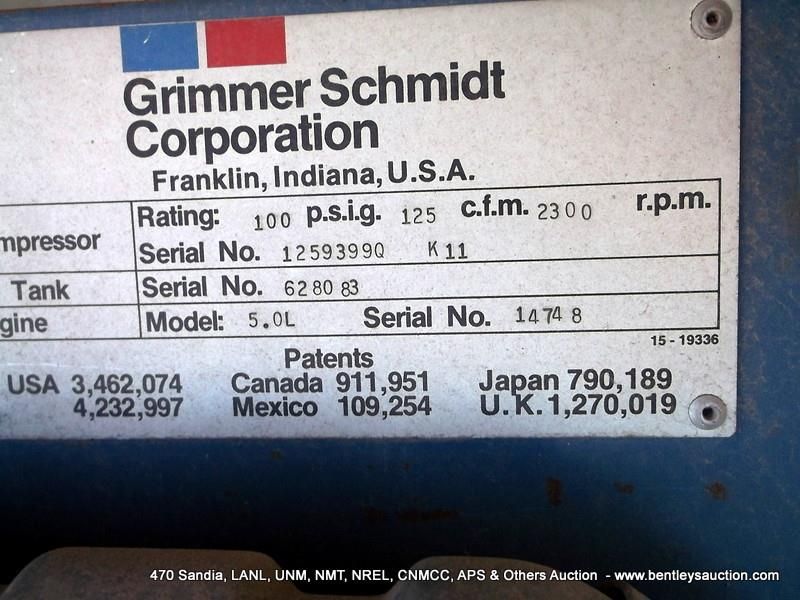 Grimmer Schmidt
Corporation
Franklin, Indiana, U.S.A.
mpressor Rating: 100 p.s.i.g. 125 c.f.m. 2300 r.p.m.
Serial No. 1259399Q K11
Tank Serial No. 628083
gine Model: 5.0L Serial No. 14748
15-19336
Patents
USA 3,462,074 Canada 911,951 Japan 790,189
4,232,997 Mexico 109,254 U.K. 1,270,019
470 Sandia, LANL, UNM, NMT, NREL, CNMCC, APS & Others Auction - www.bentleysauction.com